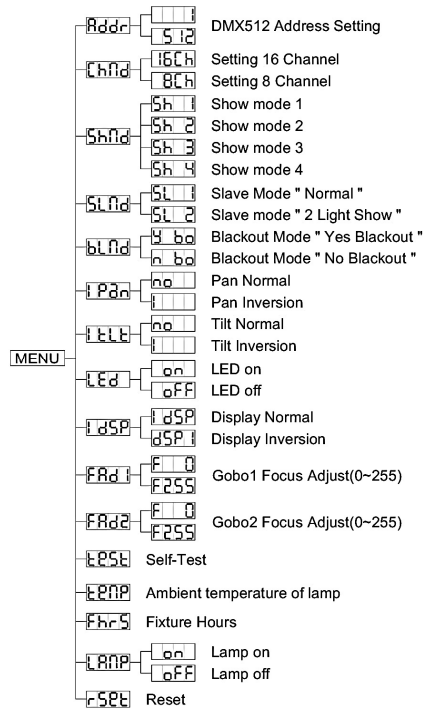 Addr 1 DMX512 Address Setting
512
ChMd 16Ch Setting 16 Channel
8Ch Setting 8 Channel
ShMd Sh 1 Show mode 1
Sh 2 Show mode 2
Sh 3 Show mode 3
Sh 4 Show mode 4
SLMd SL 1 Slave Mode " Normal "
SL 2 Slave mode " 2 Light Show "
bLMd Y bo Blackout Mode " Yes Blackout "
n bo Blackout Mode " No Blackout "
IPan no Pan Normal
I Pan Inversion
ItLt no Tilt Normal
I Tilt Inversion
MENU
LEd on LED on
oFF LED off
IdSP IdSP Display Normal
dSPI Display Inversion
FAd1 F 0 Gobo1 Focus Adjust(0~255)
F255
FAd2 F 0 Gobo2 Focus Adjust(0~255)
F255
teSt Self-Test
teMP Ambient temperature of lamp
FhrS Fixture Hours
LAMP on Lamp on
oFF Lamp off
rSet Reset